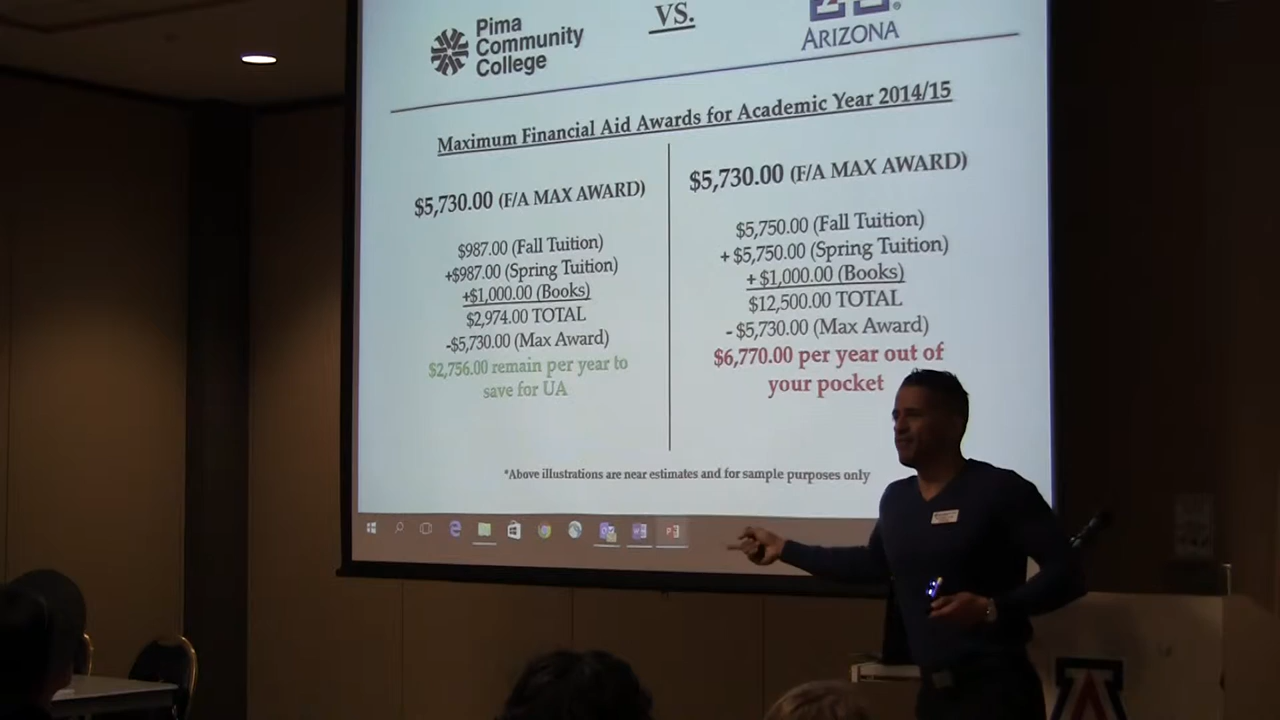 Pima
Community
College
VS.
ARIZONA
Maximum Financial Aid Awards for Academic Year 2014/15
$5,730.00 (F/A MAX AWARD)
$987.00 (Fall Tuition)
+$987.00 (Spring Tuition)
+$1,000.00 (Books)
$2,974.00 TOTAL
-$5,730.00 (Max Award)
$2,756.00 remain per year to
save for UA
$5,730.00 (F/A MAX AWARD)
$5,750.00 (Fall Tuition)
+ $5,750.00 (Spring Tuition)
+ $1,000.00 (Books)
$12,500.00 TOTAL
- $5,730.00 (Max Award)
$6,770.00 per year out of
your pocket
*Above illustrations are near estimates and for sample purposes only